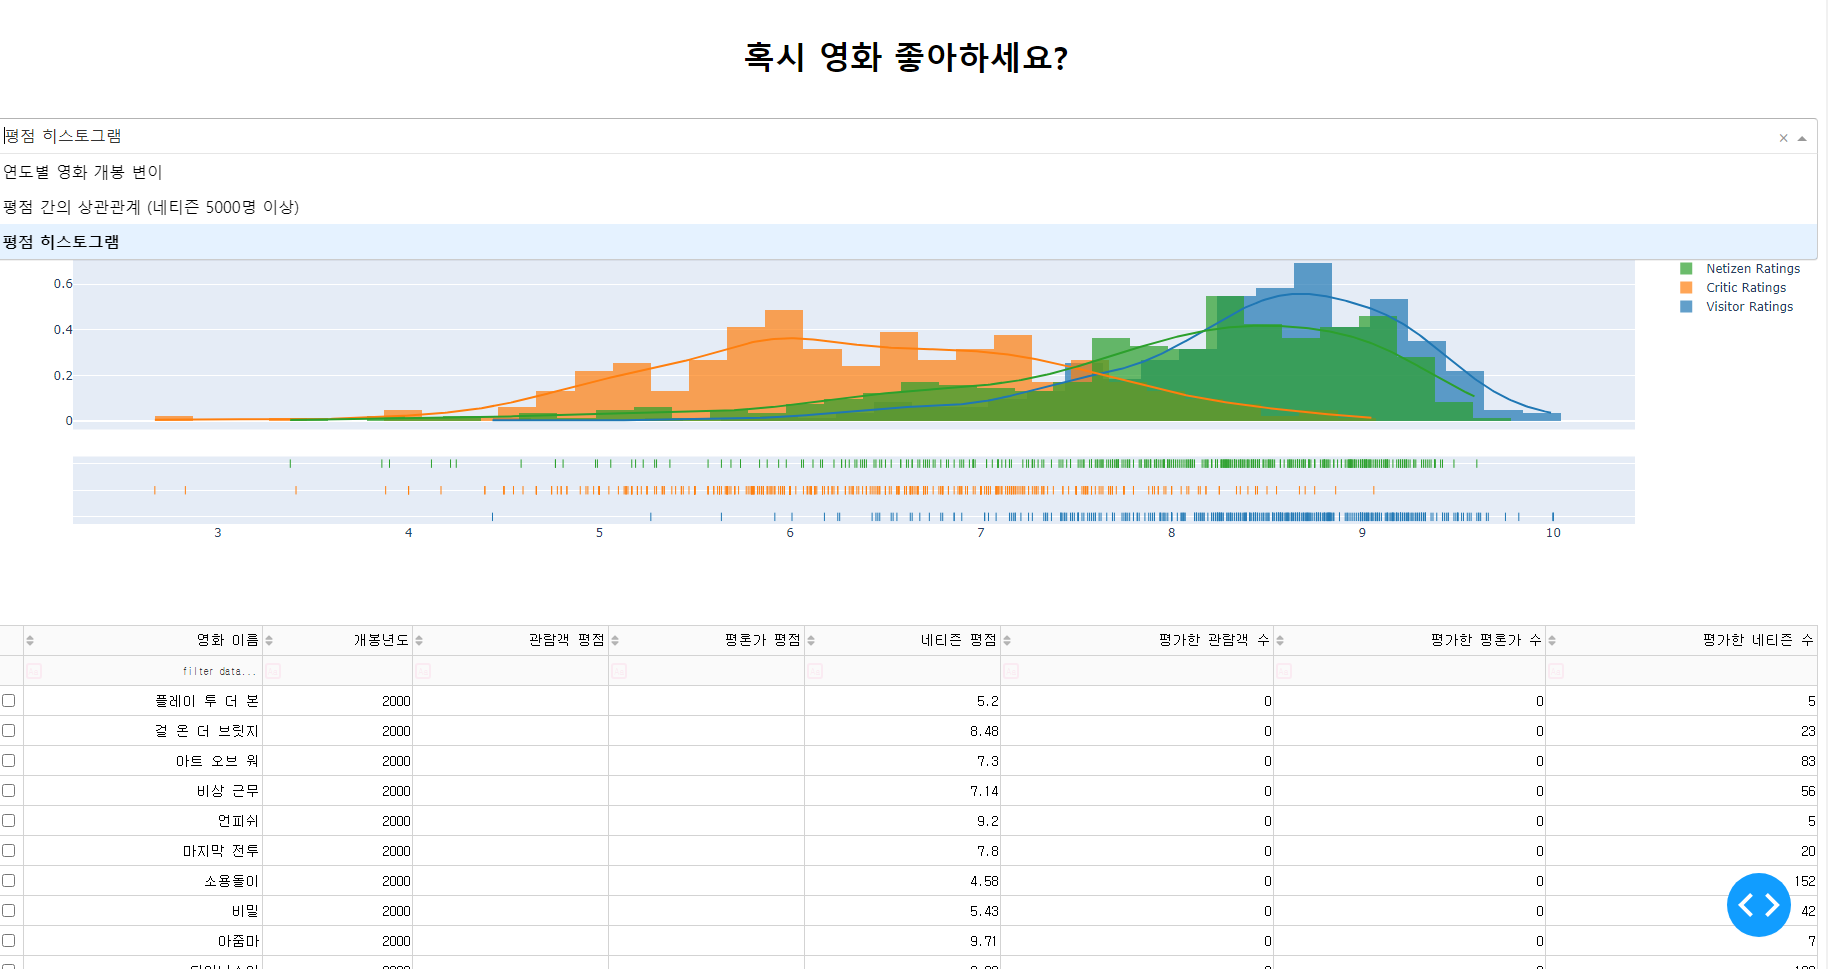 혹시 영화 좋아하세요?
평점 히스토그램 ×
연도별 영화 개봉 변이
평점 간의 상관관계 (네티즌 5000명 이상)
평점 히스토그램
Netizen Ratings
Critic Ratings
Visitor Ratings
0.6
0.4
0.2
0
3 4 5 6 7 8 9 10
영화 이름 개봉년도 관람객 평점 평론가 평점 네티즌 평점 평가한 관람객 수 평가한 평론가 수 평가한 네티즌 수
filter data...
플레이 투 더 본 2000 5.2 0 0 5
걸 온 더 브릿지 2000 8.48 0 0 23
아트 오브 워 2000 7.3 0 0 83
비상 근무 2000 7.14 0 0 56
언피쉬 2000 9.2 0 0 5
마지막 전투 2000 7.8 0 0 20
소용돌이 2000 4.58 0 0 152
비밀 2000 5.43 0 0 42
아줌마 2000 9.71 0 0 7